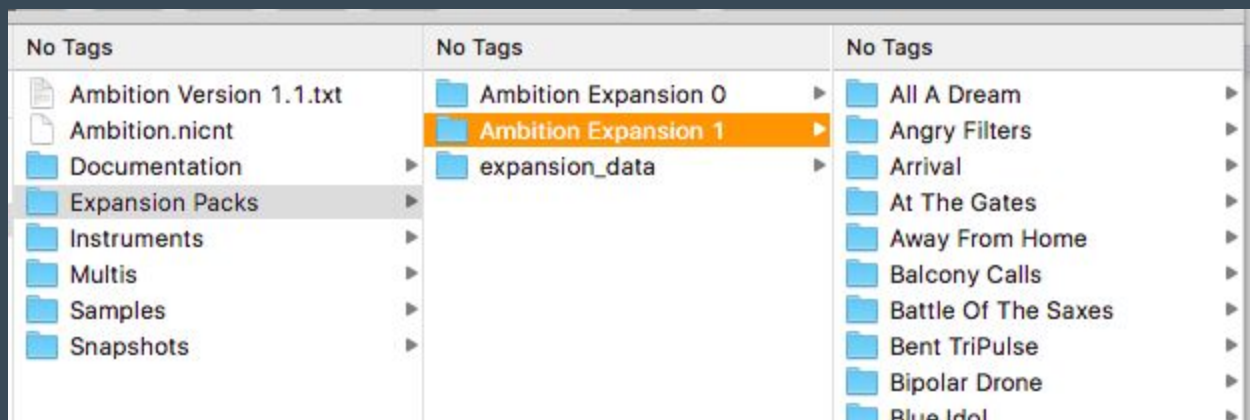 No Tags
Ambition Version 1.1.txt
Ambition.nicnt
Documentation
Expansion Packs
Instruments
Multis
Samples
Snapshots
No Tags
Ambition Expansion 0
Ambition Expansion 1
expansion_data
No Tags
All A Dream
Angry Filters
Arrival
At The Gates
Away From Home
Balcony Calls
Battle Of The Saxes
Bent TriPulse
Bipolar Drone
Blue Idol